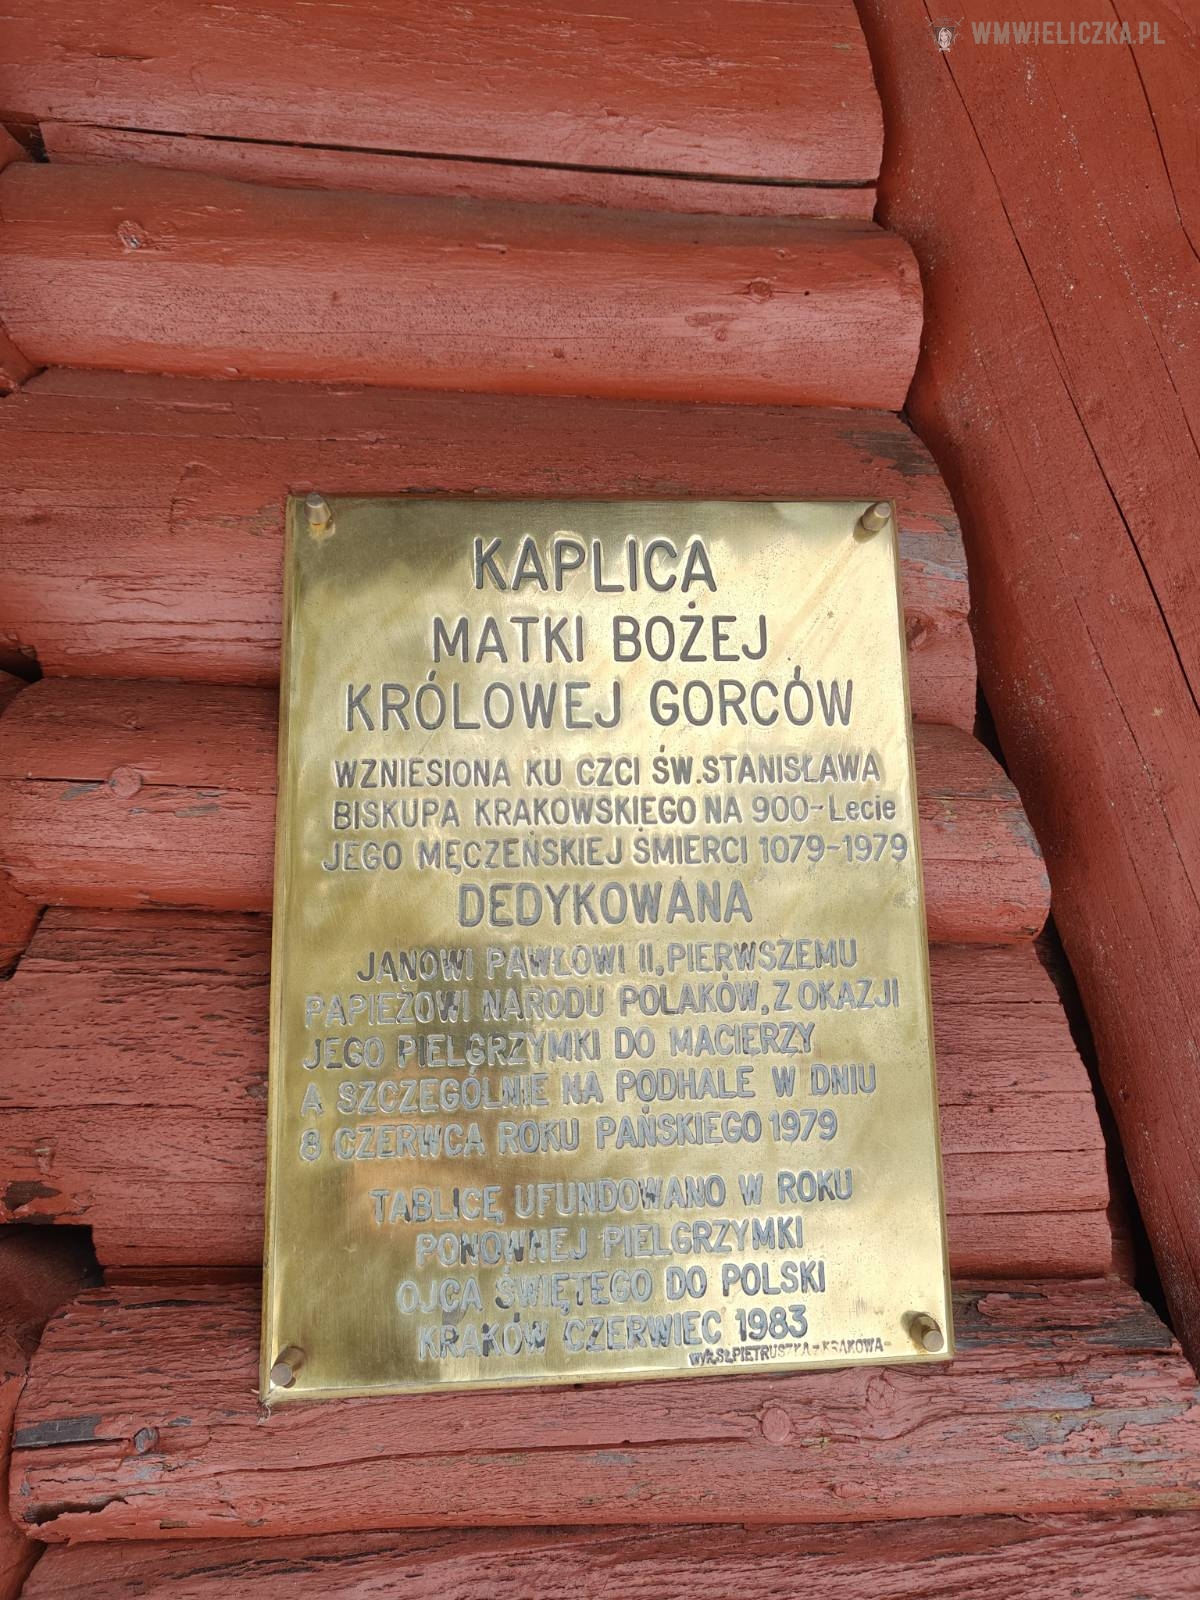 WMWIELICZKA.PL
KAPLICA
MATKI BOŻEJ
KRÓLOWEJ GORCÓW
WZNIESIONA KU CZCI ŚW.STANISŁAWA
BISKUPA KRAKOWSKIEGO NA 900-Lecie
JEGO MĘCZEŃSKIEJ ŚMIERCI 1079-1979
DEDYKOWANA
JANOWI PAWŁOWI II, PIERWSZEMU
PAPIEŻOWI NARODU POLAKÓW, Z OKAZJI
JEGO PIELGRZYMKI DO MACIERZY
A SZCZEGÓLNIE NA PODHALE W DNIU
8 CZERWCA ROKU PAŃSKIEGO 1979
TABLICĘ UFUNDOWANO W ROKU
PONOWNEJ PIELGRZYMKI
OJCA ŚWIĘTEGO DO POLSKI
KRAKÓW CZERWIEC 1983
PIETRUSZKA z KRAKOWA